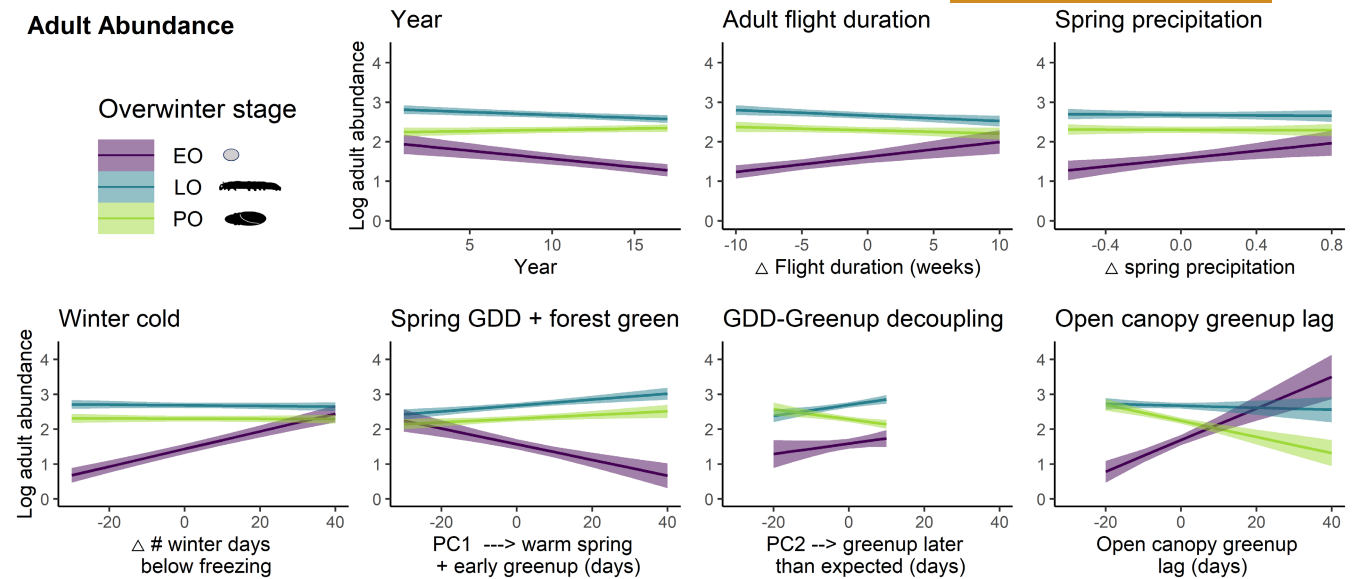 Adult Abundance
Overwinter stage
EO
LO
PO
Year
Log adult abundance
4
3
2
1
0
5
10
15
Year
Adult flight duration
4
3
2
1
0
-10
-5
0
5
10
△ Flight duration (weeks)
Spring precipitation
4
3
2
1
0
-0.4
0.0
0.4
0.8
△ spring precipitation
Winter cold
Log adult abundance
4
3
2
1
0
-20
0
20
40
△ # winter days
below freezing
Spring GDD + forest green
4
3
2
1
0
-20
0
20
40
PC1 ---> warm spring
+ early greenup (days)
GDD-Greenup decoupling
4
3
2
1
0
-20
0
20
40
PC2 --> greenup later
than expected (days)
Open canopy greenup lag
4
3
2
1
0
-20
0
20
40
Open canopy greenup
lag (days)